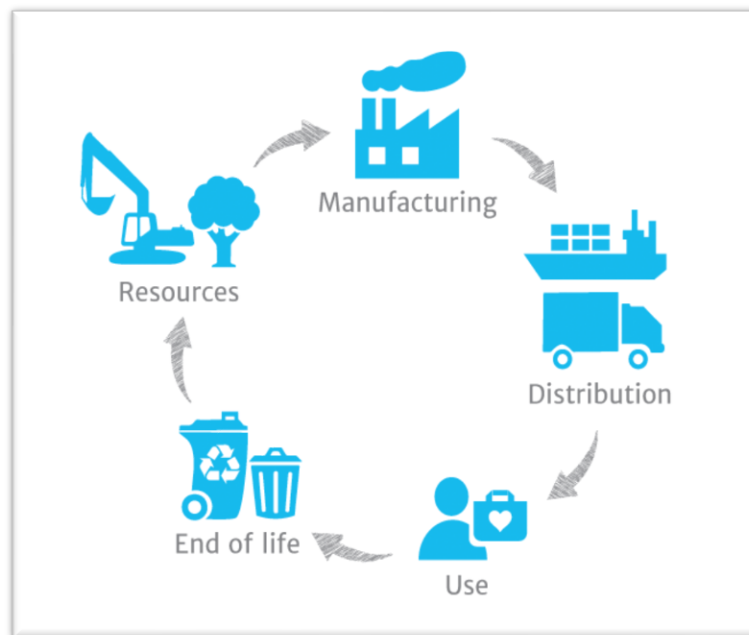 Manufacturing
Resources
Distribution
End of life
Use